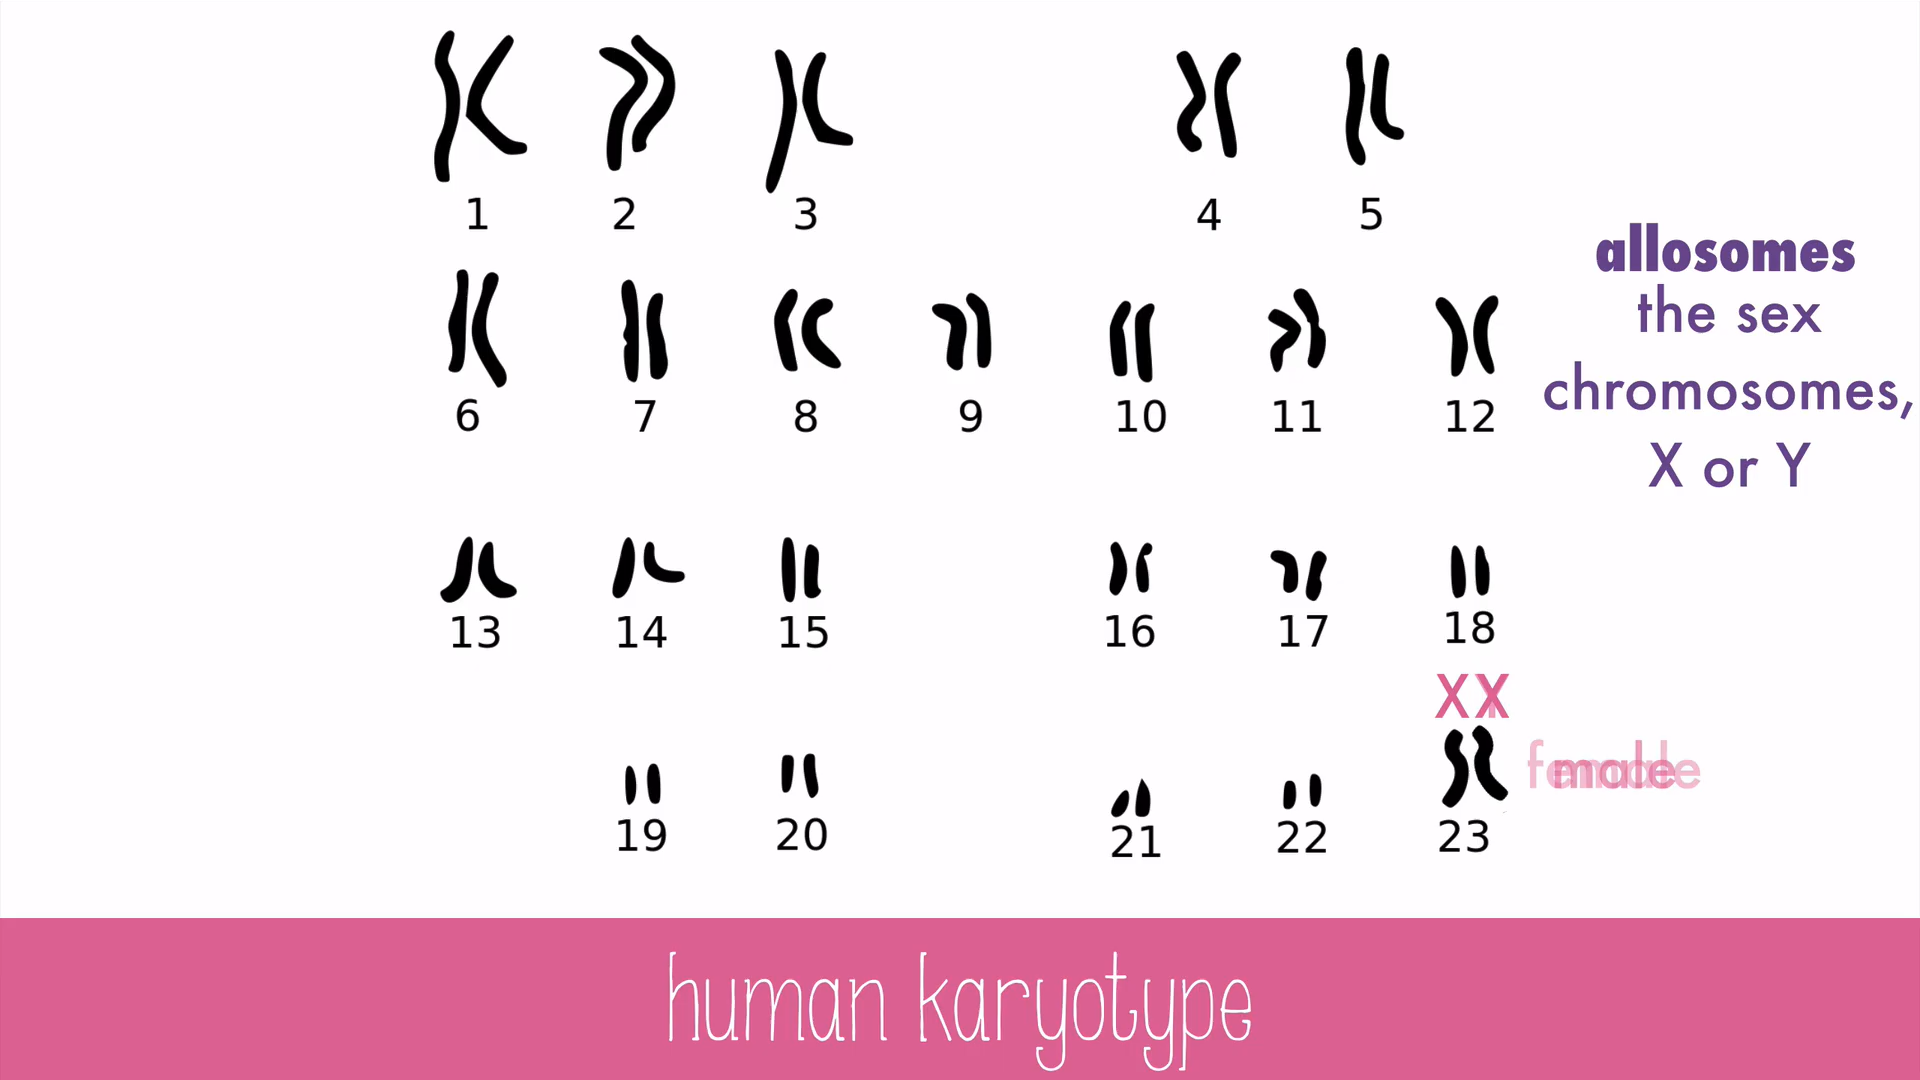 1 2 3 4 5
allosomes
the sex
chromosomes,
X or Y
6 7 8 9 10 11 12
13 14 15 16 17 18
XX
19 20 21 22 23
human karyotype